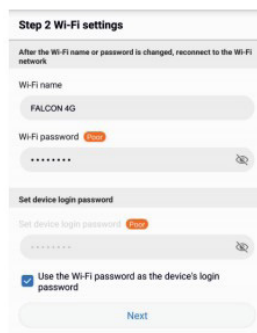 Step 2 Wi-Fi settings
After the Wi-Fi name or password is changed, reconnect to the Wi-Fi
network
Wi-Fi name
FALCON 4G
Wi-Fi password Poor
••••••••
Set device login password
Set device login password Poor
••••••••
Use the Wi-Fi password as the device's login
password
Next